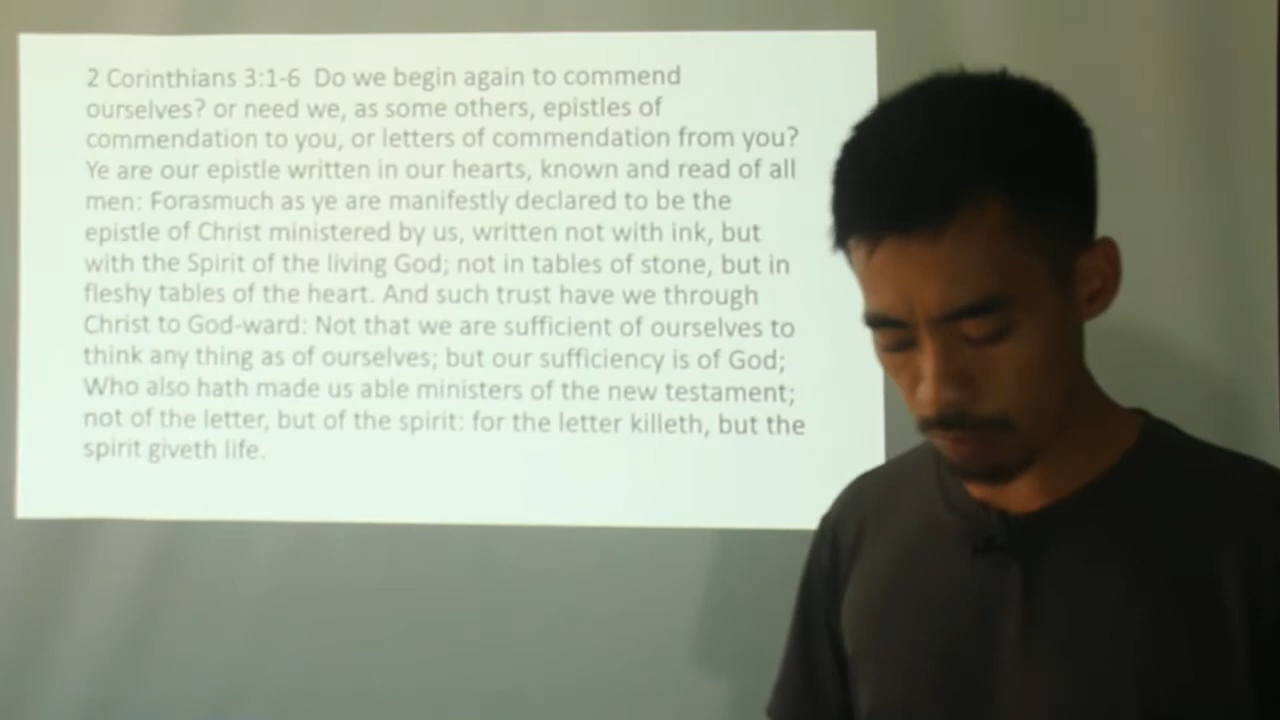 2 Corinthians 3:1-6 Do we begin again to commend
ourselves? or need we, as some others, epistles of
commendation to you, or letters of commendation from you?
Ye are our epistle written in our hearts, known and read of all
men: Forasmuch as ye are manifestly declared to be the
epistle of Christ ministered by us, written not with ink, but
with the Spirit of the living God; not in tables of stone, but in
fleshy tables of the heart. And such trust have we through
Christ to God-ward: Not that we are sufficient of ourselves to
think any thing as of ourselves; but our sufficiency is of God;
Who also hath made us able ministers of the new testament;
not of the letter, but of the spirit: for the letter killeth, but the
spirit giveth life.